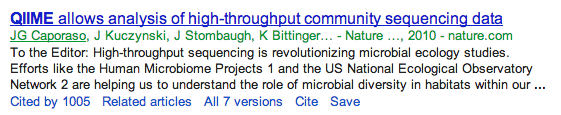 QIIME allows analysis of high-throughput community sequencing data
JG Caporaso, J Kuczynski, J Stombaugh, K Bittinger… - Nature …, 2010 - nature.com
To the Editor: High-throughput sequencing is revolutionizing microbial ecology studies.
Efforts like the Human Microbiome Projects 1 and the US National Ecological Observatory
Network 2 are helping us to understand the role of microbial diversity in habitats within our ...
Cited by 1005 Related articles All 7 versions Cite Save